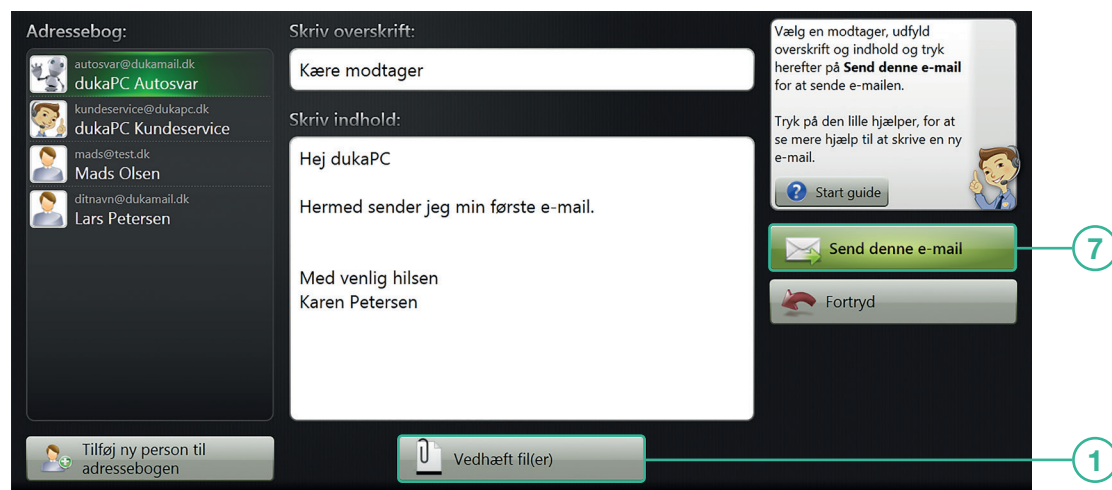 Adressebog:
autosvar@dukamail.dk
dukaPC Autosvar
kundeservice@dukapc.dk
dukaPC Kundeservice
mads@test.dk
Mads Olsen
ditnavn@dukamail.dk
Lars Petersen
Tilføj ny person til
adressebogen
Skriv overskrift:
Kære modtager
Skriv indhold:
Hej dukaPC
Hermed sender jeg min første e-mail.
Med venlig hilsen
Karen Petersen
Vedhæft fil(er)
Vælg en modtager, udfyld
overskrift og indhold og tryk
herefter på Send denne e-mail
for at sende e-mailen.
Tryk på den lille hjælper, for at
se mere hjælp til at skrive en ny
e-mail.
? Start guide
Send denne e-mail
Fortryd
7
1